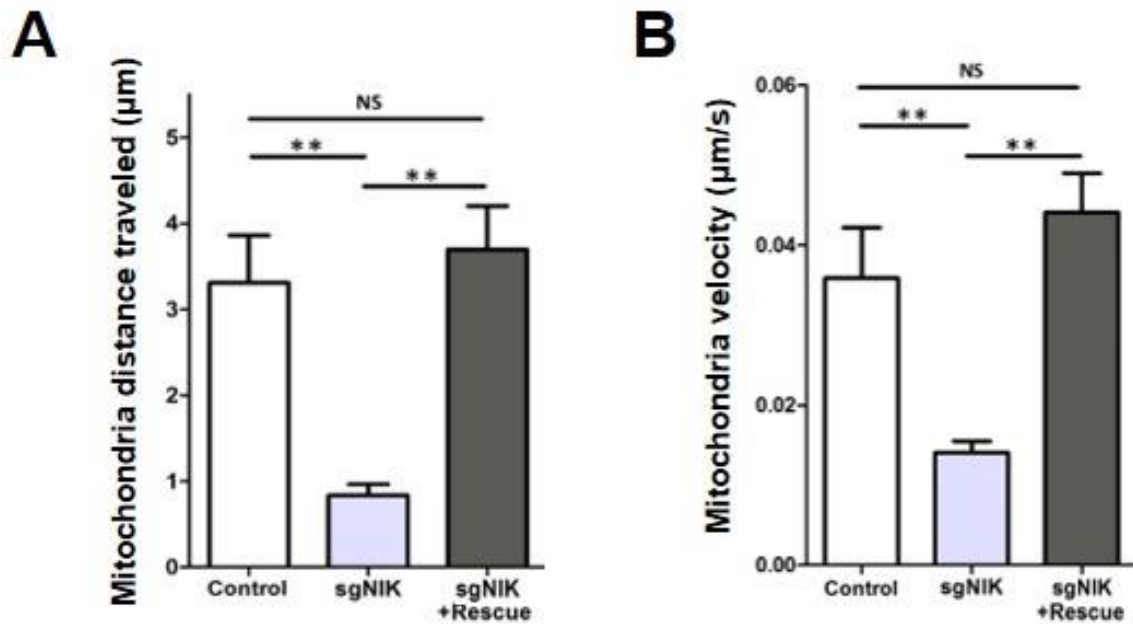 A
Mitochondria distance traveled (µm)
5
4
3
2
1
0
NS
**
**
Control
sgNIK
sgNIK
+Rescue
B
Mitochondria velocity (µm/s)
0.06
0.04
0.02
0.00
NS
**
**
Control
sgNIK
sgNIK
+Rescue